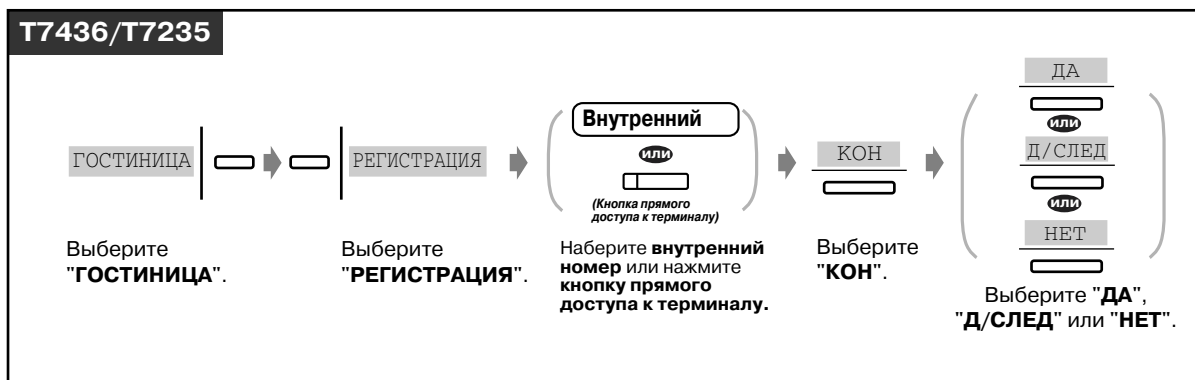 T7436/T7235
ГОСТИНИЦА
Выберите
"ГОСТИНИЦА".
РЕГИСТРАЦИЯ
Выберите
"РЕГИСТРАЦИЯ".
Внутренний
или
(Кнопка прямого
доступа к терминалу)
Наберите внутренний
номер или нажмите
кнопку прямого
доступа к терминалу.
КОН
Выберите
"КОН".
ДА
или
Д/СЛЕД
или
НЕТ
Выберите "ДА",
"Д/СЛЕД" или "НЕТ".